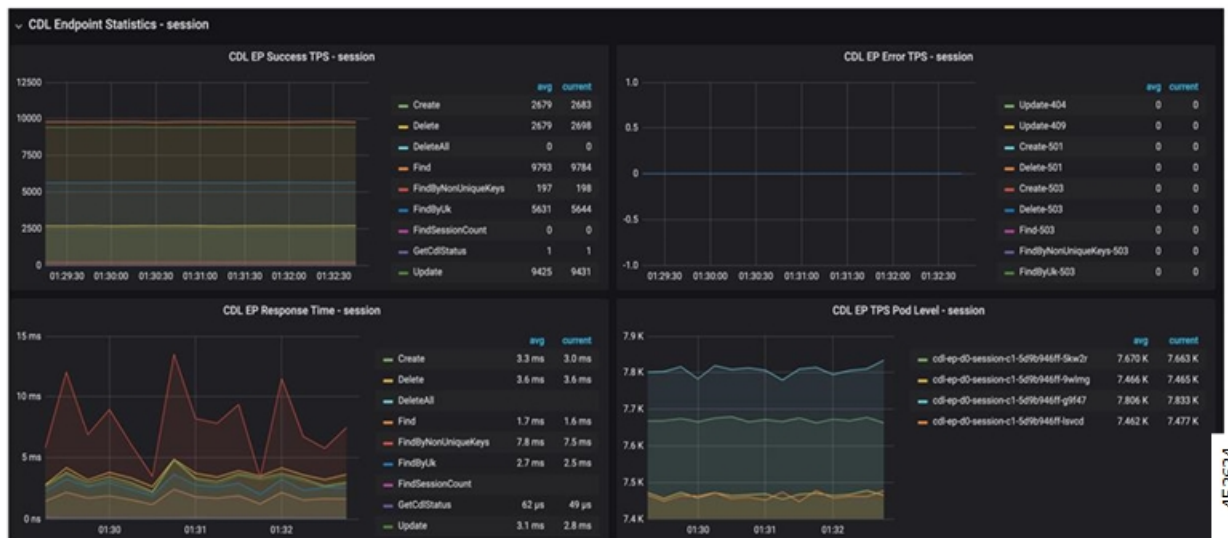 CDL Endpoint Statistics - session
CDL EP Success TPS - session
12500
10000
7500
5000
2500
0
01:29:30 01:30:00 01:30:30 01:31:00 01:31:30 01:32:00 01:32:30
avg current
Create 2679 2683
Delete 2679 2698
DeleteAll 0 0
Find 9793 9784
FindByNonUniqueKeys 197 198
FindByUk 5631 5644
FindSessionCount 0 0
GetCdlStatus 1 1
Update 9425 9431
CDL EP Error TPS - session
1.0
0.5
0
-0.5
-1.0
01:29:30 01:30:00 01:30:30 01:31:00 01:31:30 01:32:00 01:32:30
avg current
Update-404 0 0
Update-409 0 0
Create-501 0 0
Delete-501 0 0
Create-503 0 0
Delete-503 0 0
Find-503 0 0
FindByNonUniqueKeys-503 0 0
FindByUk-503 0 0
CDL EP Response Time - session
15 ms
10 ms
5 ms
0 ns
01:30 01:31 01:32
avg current
Create 3.3 ms 3.0 ms
Delete 3.6 ms 3.6 ms
DeleteAll
Find 1.7 ms 1.6 ms
FindByNonUniqueKeys 7.8 ms 7.5 ms
FindByUk 2.7 ms 2.5 ms
FindSessionCount
GetCdlStatus 62 µs 49 µs
Update 3.1 ms 2.8 ms
CDL EP TPS Pod Level - session
7.9 K
7.8 K
7.7 K
7.6 K
7.5 K
7.4 K
01:30 01:31 01:32
avg current
cdl-ep-d0-session-c1-5d9b946ff-5kw2r 7.670 K 7.663 K
cdl-ep-d0-session-c1-5d9b946ff-9wlmg 7.466 K 7.465 K
cdl-ep-d0-session-c1-5d9b946ff-g9f47 7.806 K 7.833 K
cdl-ep-d0-session-c1-5d9b946ff-lsvcd 7.462 K 7.477 K